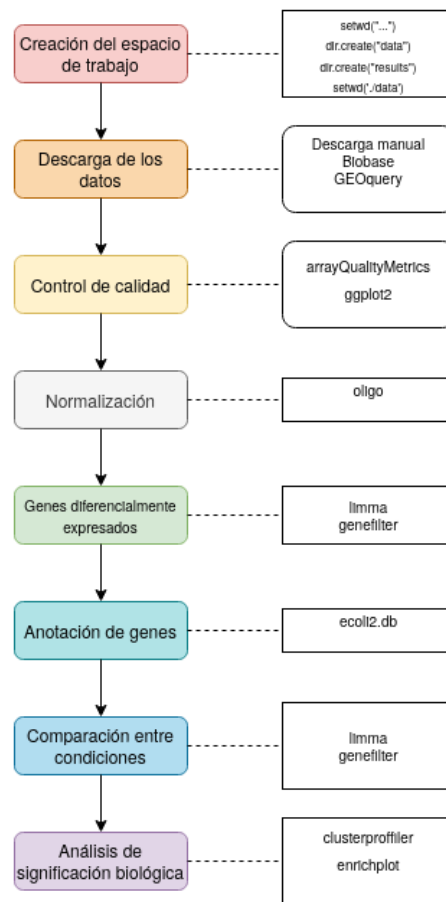 Creación del espacio
de trabajo
setwd("...")
dir.create("data")
dir.create("results")
setwd('./data')
Descarga de los
datos
Descarga manual
Biobase
GEOquery
Control de calidad
arrayQualityMetrics
ggplot2
Normalización
oligo
Genes diferencialmente
expresados
limma
genefilter
Anotación de genes
ecoli2.db
Comparación entre
condiciones
limma
genefilter
Análisis de
significación biológica
clusterproffiler
enrichplot